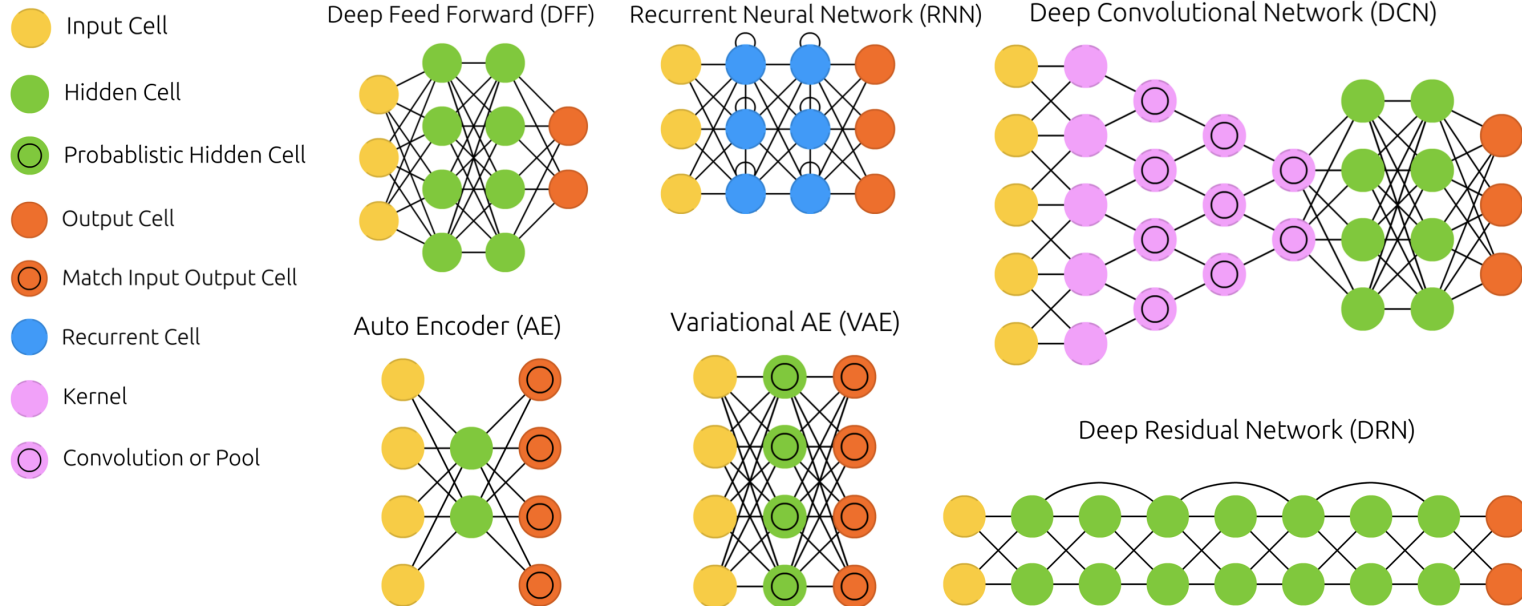 Input Cell
Hidden Cell
Probablistic Hidden Cell
Output Cell
Match Input Output Cell
Recurrent Cell
Kernel
Convolution or Pool
Deep Feed Forward (DFF)
Recurrent Neural Network (RNN)
Deep Convolutional Network (DCN)
Auto Encoder (AE)
Variational AE (VAE)
Deep Residual Network (DRN)